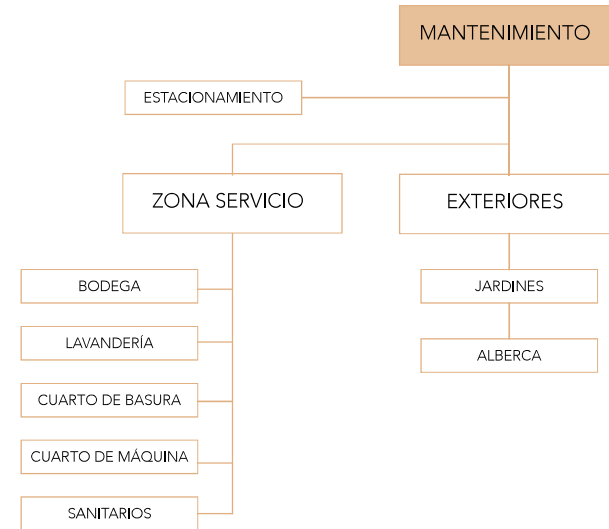 MANTENIMIENTO
ESTACIONAMIENTO
ZONA SERVICIO
EXTERIORES
BODEGA
JARDINES
LAVANDERÍA
ALBERCA
CUARTO DE BASURA
CUARTO DE MÁQUINA
SANITARIOS